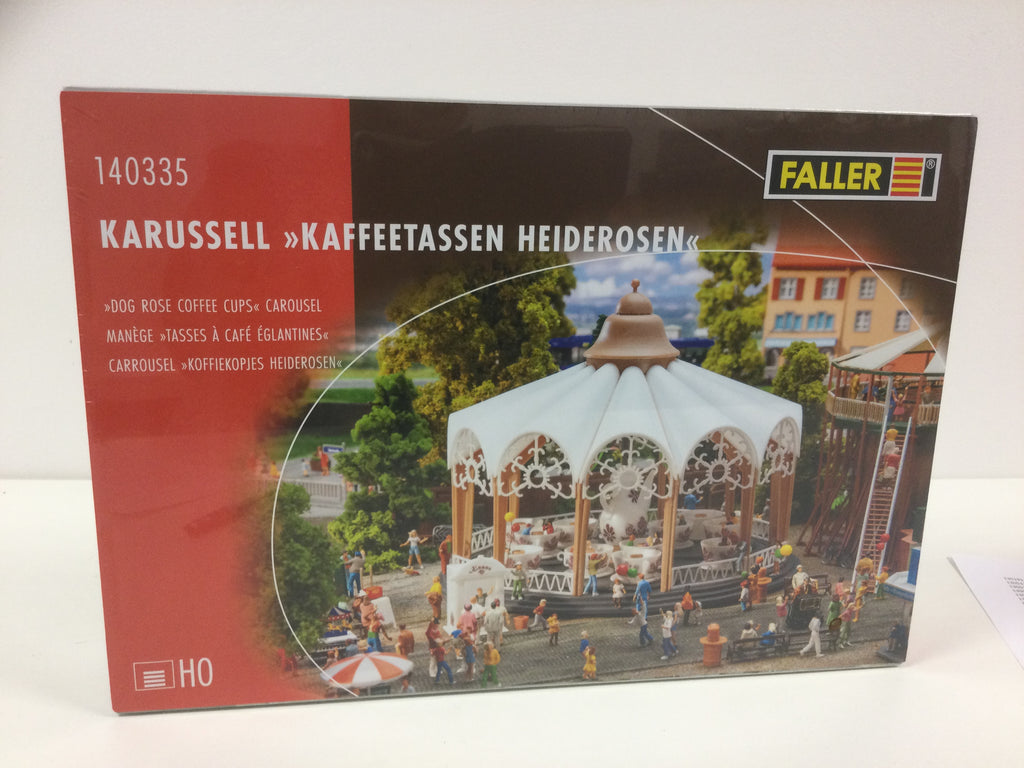 140335
FALLER®
KARUSSELL »KAFFEETASSEN HEIDEROSEN«
»DOG ROSE COFFEE CUPS« CAROUSEL
MANÈGE »TASSES À CAFÉ ÉGLANTINES«
CARROUSEL »KOFFIEKOPJES HEIDEROSEN«
H0